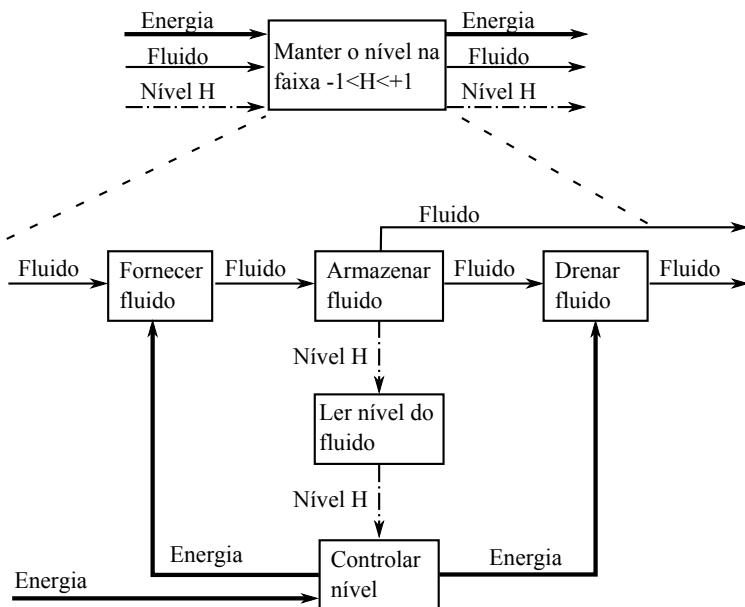 Energia
Energia
Manter o nível na
Fluido
Fluido
faixa -1<H<+1
Nível H
Nível H
Fluido
Fluido
Fornecer
fluido
Fluido
Armazenar
fluido
Fluido
Drenar
fluido
Fluido
Nível H
Ler nível do
fluido
Nível H
Energia
Controlar
nível
Energia
Energia